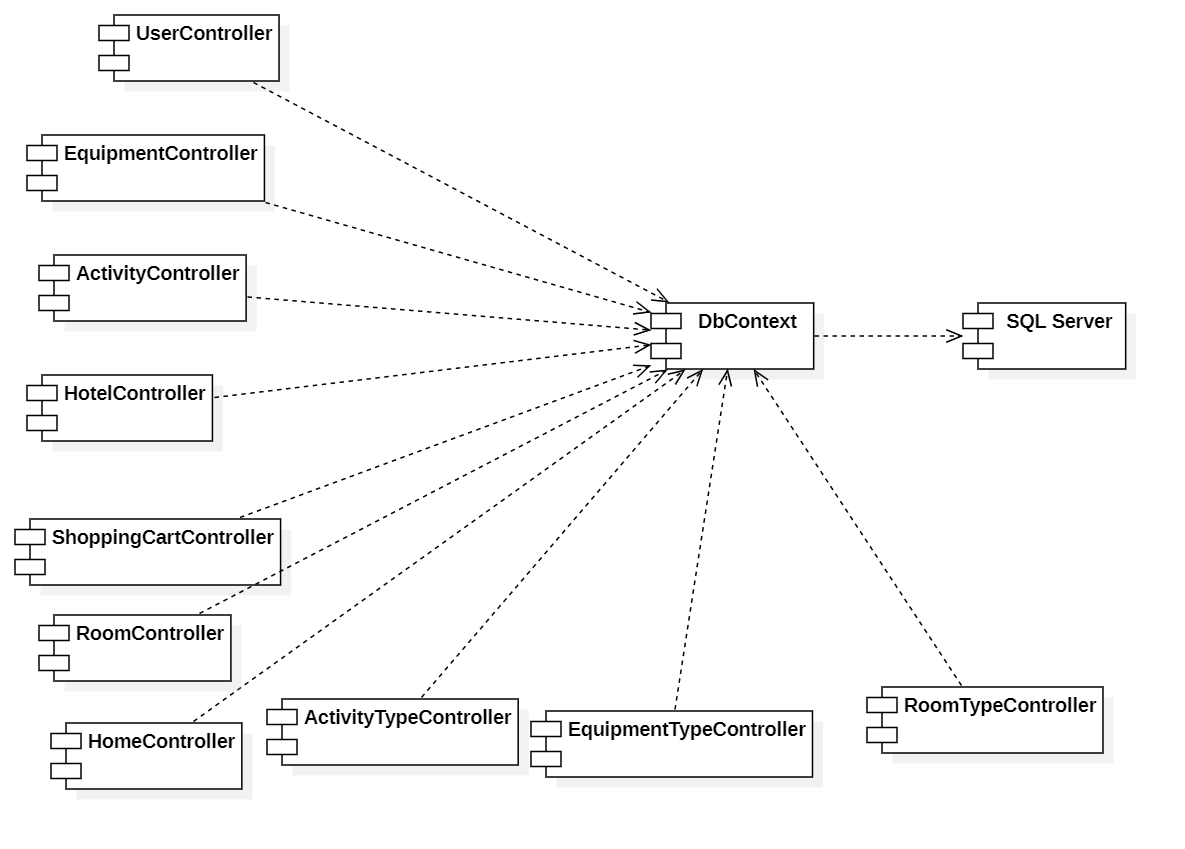 UserController
EquipmentController
ActivityController
DbContext
SQL Server
HotelController
ShoppingCartController
RoomController
HomeController
ActivityTypeController
EquipmentTypeController
RoomTypeController